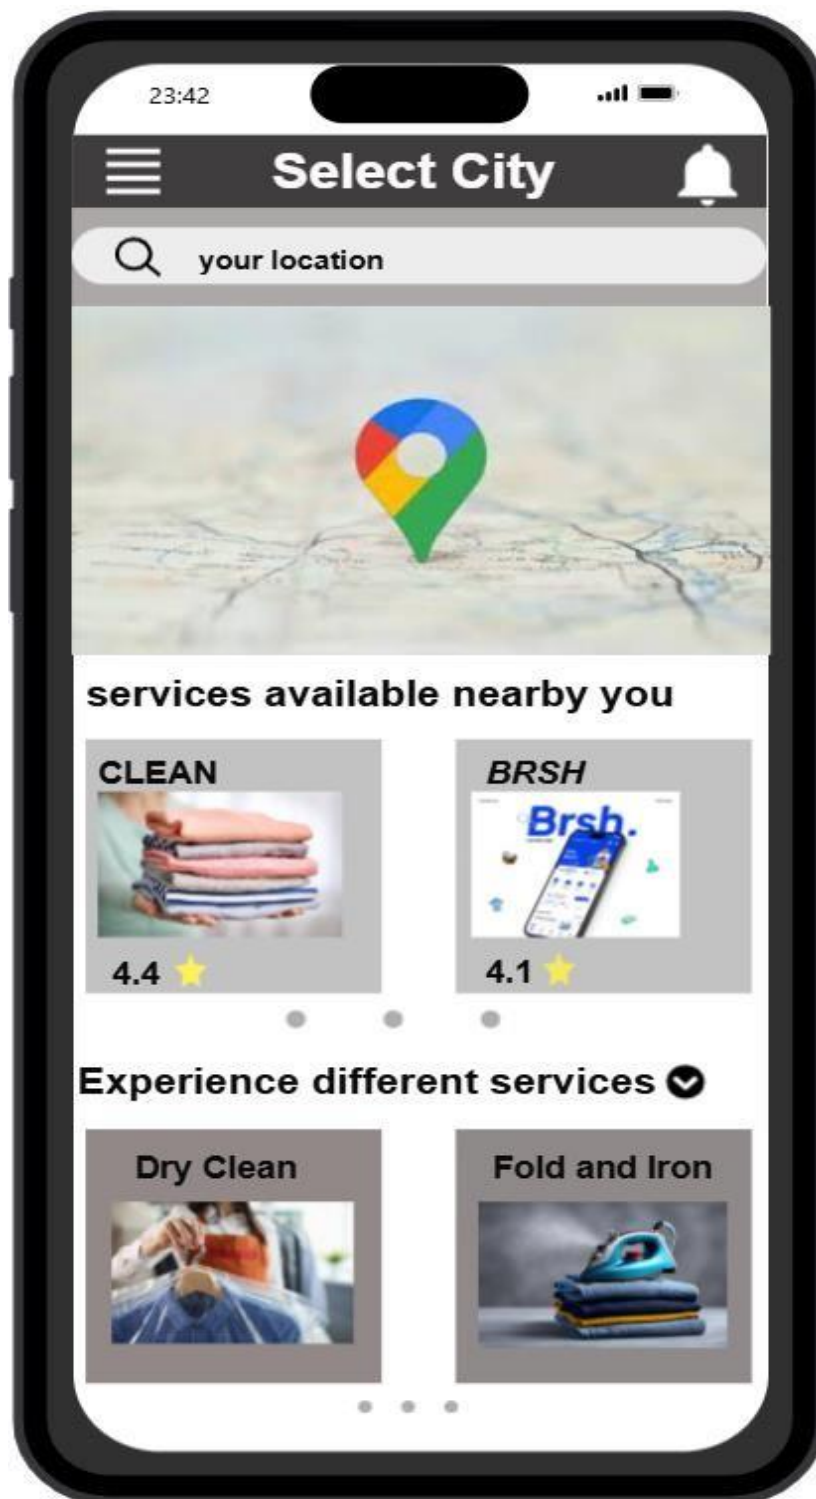 23:42
Select City
your location
services available nearby you
CLEAN
BRSH
Brsh.
4.4
4.1
Experience different services
Dry Clean
Fold and Iron